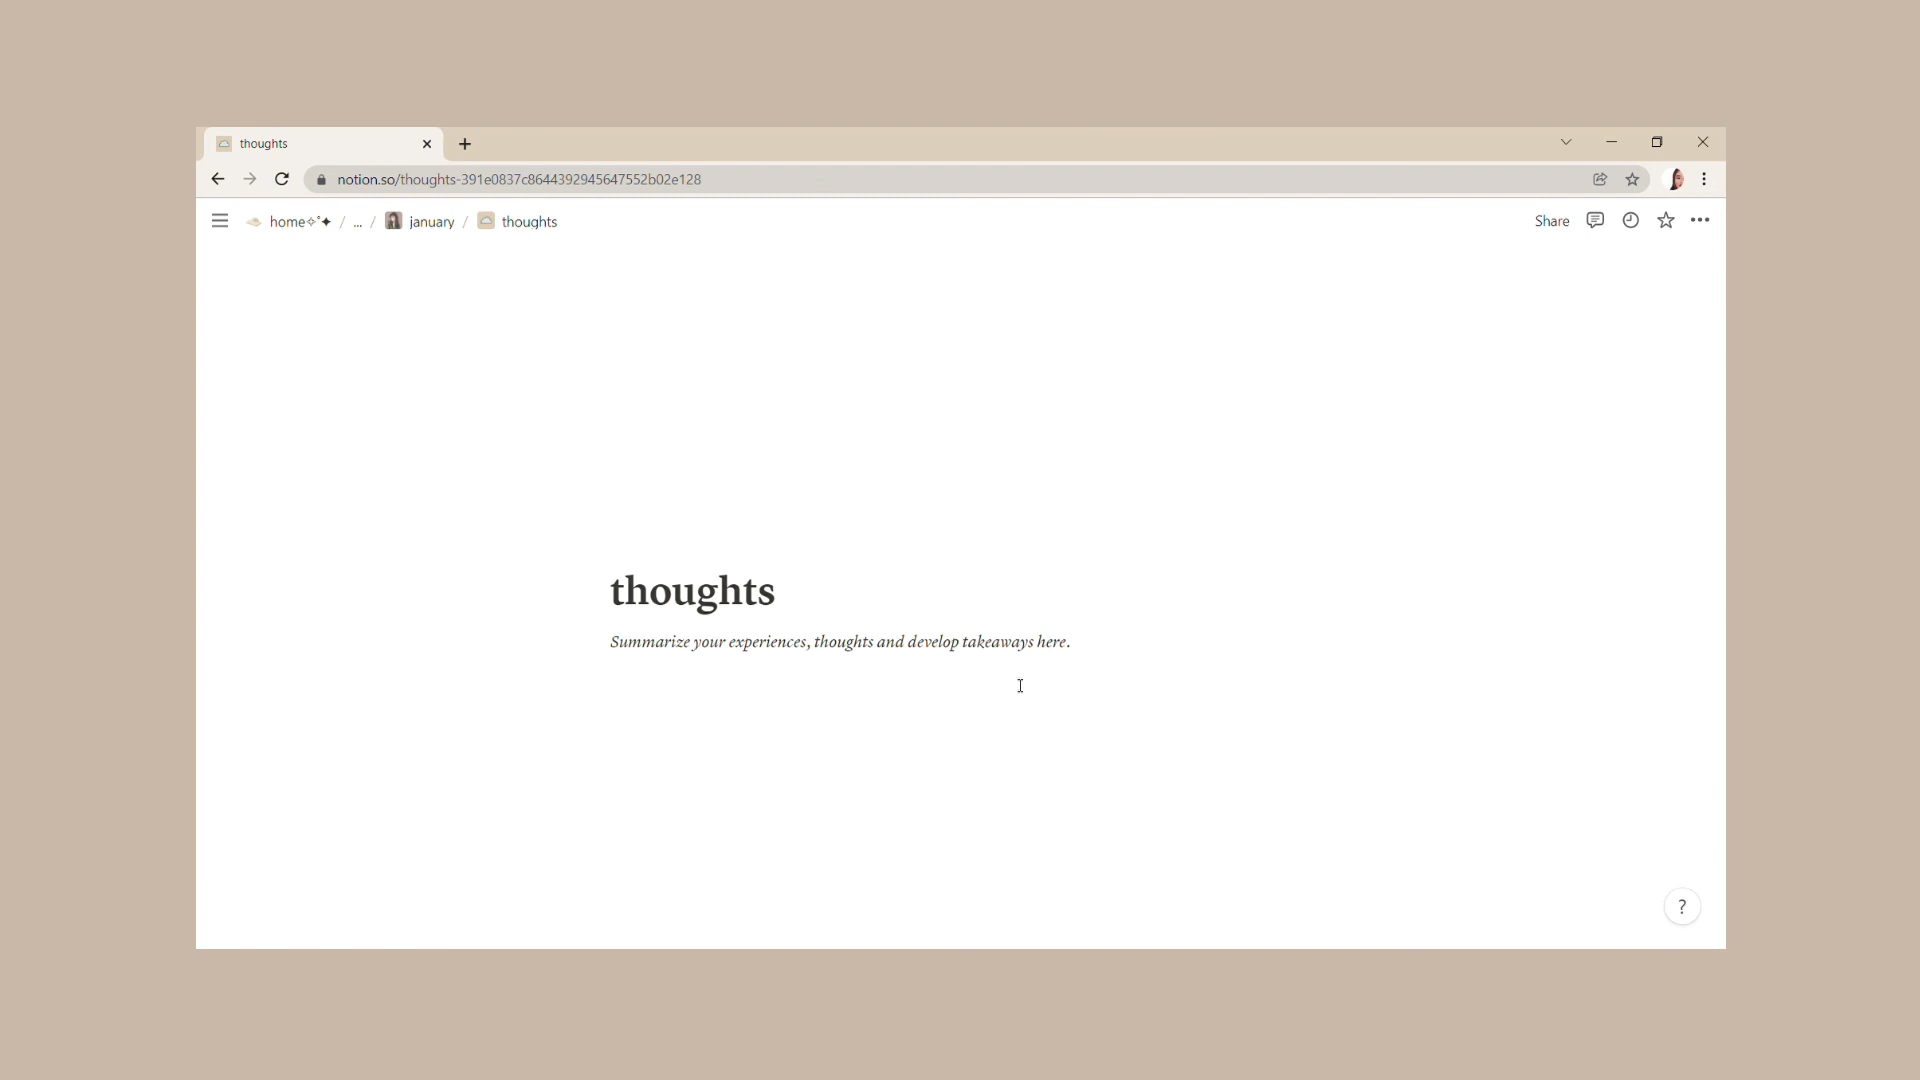 thoughts
notion.so/thoughts-391e0837c8644392945647552b02e128
home✧˚✦ / ... / january / thoughts
Share
thoughts
Summarize your experiences, thoughts and develop takeaways here.
?